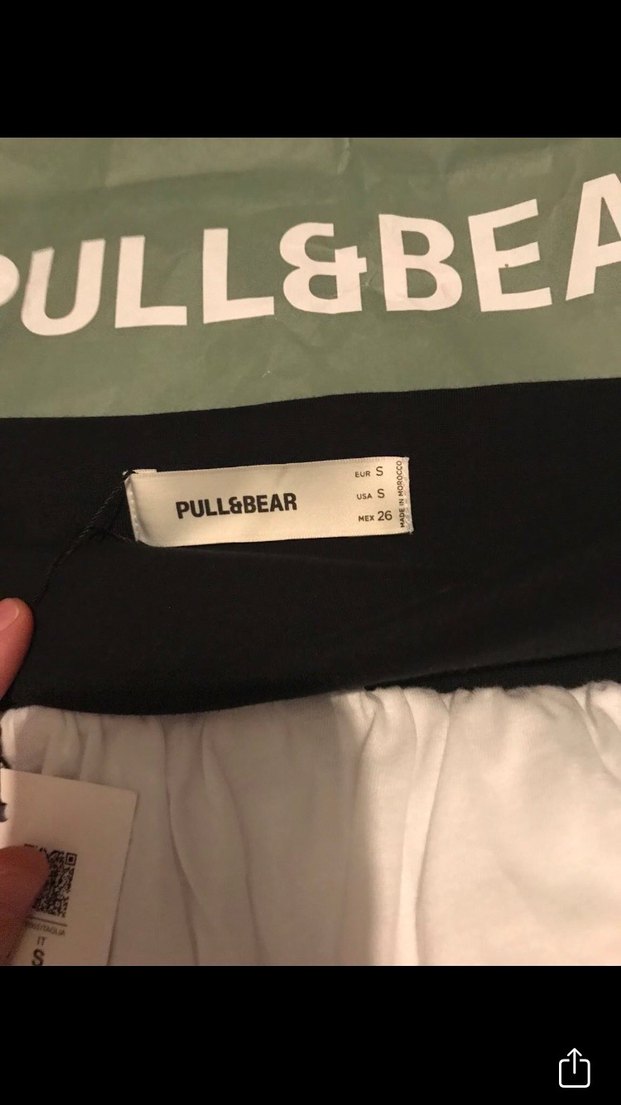 PULL&BEA
PULL&BEAR
EUR S
USA S
MEX 26
MADE IN MOROCCO
IT
S